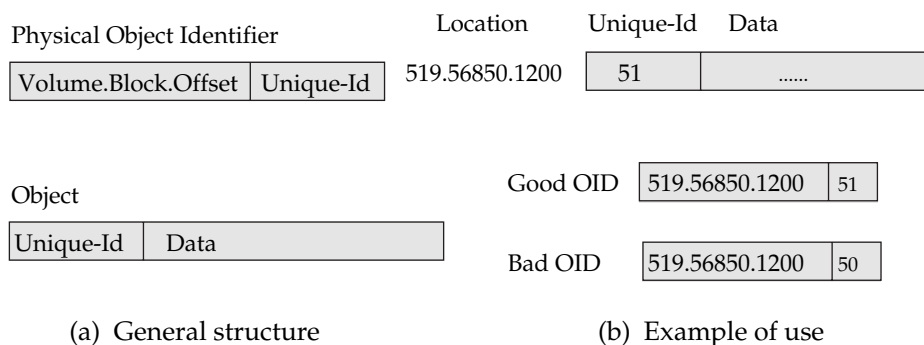 Physical Object Identifier
Volume.Block.Offset Unique-Id
Object
Unique-Id Data
(a) General structure
Location Unique-Id Data
519.56850.1200 51 ......
Good OID 519.56850.1200 51
Bad OID 519.56850.1200 50
(b) Example of use